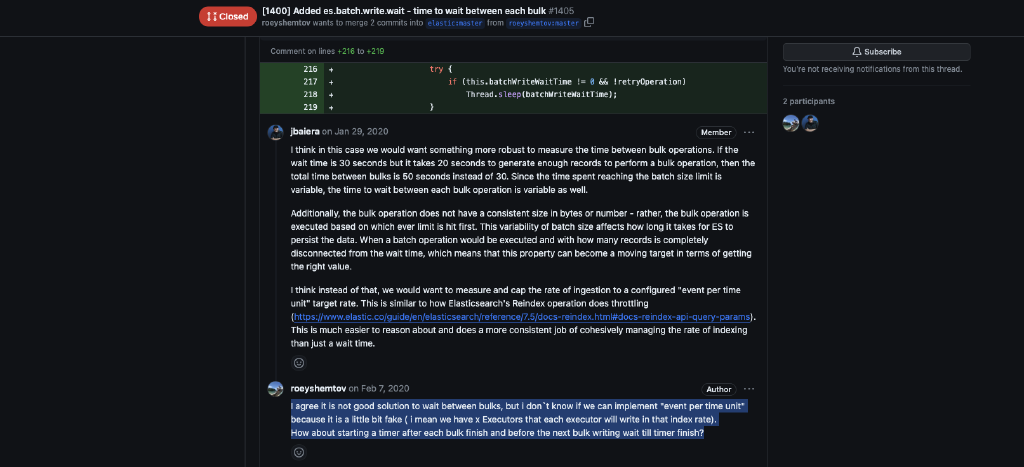 Closed
[1400] Added es.batch.write.wait - time to wait between each bulk #1405
roeyshemtov wants to merge 2 commits into elastic:master from roeyshemtov:master
Comment on lines +216 to +219
216 + try {
217 + if (this.batchWriteWaitTime != 0 && !retryOperation)
218 + Thread.sleep(batchWriteWaitTime);
219 + }
jbaiera on Jan 29, 2020 Member ...
I think in this case we would want something more robust to measure the time between bulk operations. If the
wait time is 30 seconds but it takes 20 seconds to generate enough records to perform a bulk operation, then the
total time between bulks is 50 seconds instead of 30. Since the time spent reaching the batch size limit is
variable, the time to wait between each bulk operation is variable as well.
Additionally, the bulk operation does not have a consistent size in bytes or number - rather, the bulk operation is
executed based on which ever limit is hit first. This variability of batch size affects how long it takes for ES to
persist the data. When a batch operation would be executed and with how many records is completely
disconnected from the wait time, which means that this property can become a moving target in terms of getting
the right value.
I think instead of that, we would want to measure and cap the rate of ingestion to a configured "event per time
unit" target rate. This is similar to how Elasticsearch's Reindex operation does throttling
(https://www.elastic.co/guide/en/elasticsearch/reference/7.5/docs-reindex.html#docs-reindex-api-query-params).
This is much easier to reason about and does a more consistent job of cohesively managing the rate of indexing
than just a wait time.
roeyshemtov on Feb 7, 2020 Author ...
I agree it is not good solution to wait between bulks, but i don`t know if we can implement "event per time unit"
because it is a little bit fake ( i mean we have x Executors that each executor will write in that index rate).
How about starting a timer after each bulk finish and before the next bulk writing wait till timer finish?
Subscribe
You're not receiving notifications from this thread.
2 participants